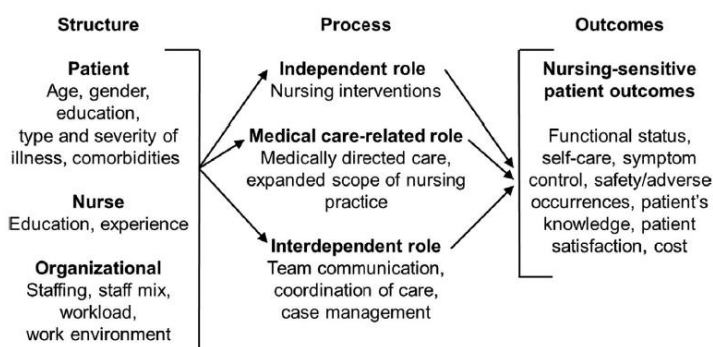 Structure
Patient
Age, gender,
education,
type and severity of
illness, comorbidities
Nurse
Education, experience
Organizational
Staffing, staff mix,
workload,
work environment
Process
Independent role
Nursing interventions
Medical care-related role
Medically directed care,
expanded scope of nursing
practice
Interdependent role
Team communication,
coordination of care,
case management
Outcomes
Nursing-sensitive
patient outcomes
Functional status,
self-care, symptom
control, safety/adverse
occurrences, patient's
knowledge, patient
satisfaction, cost